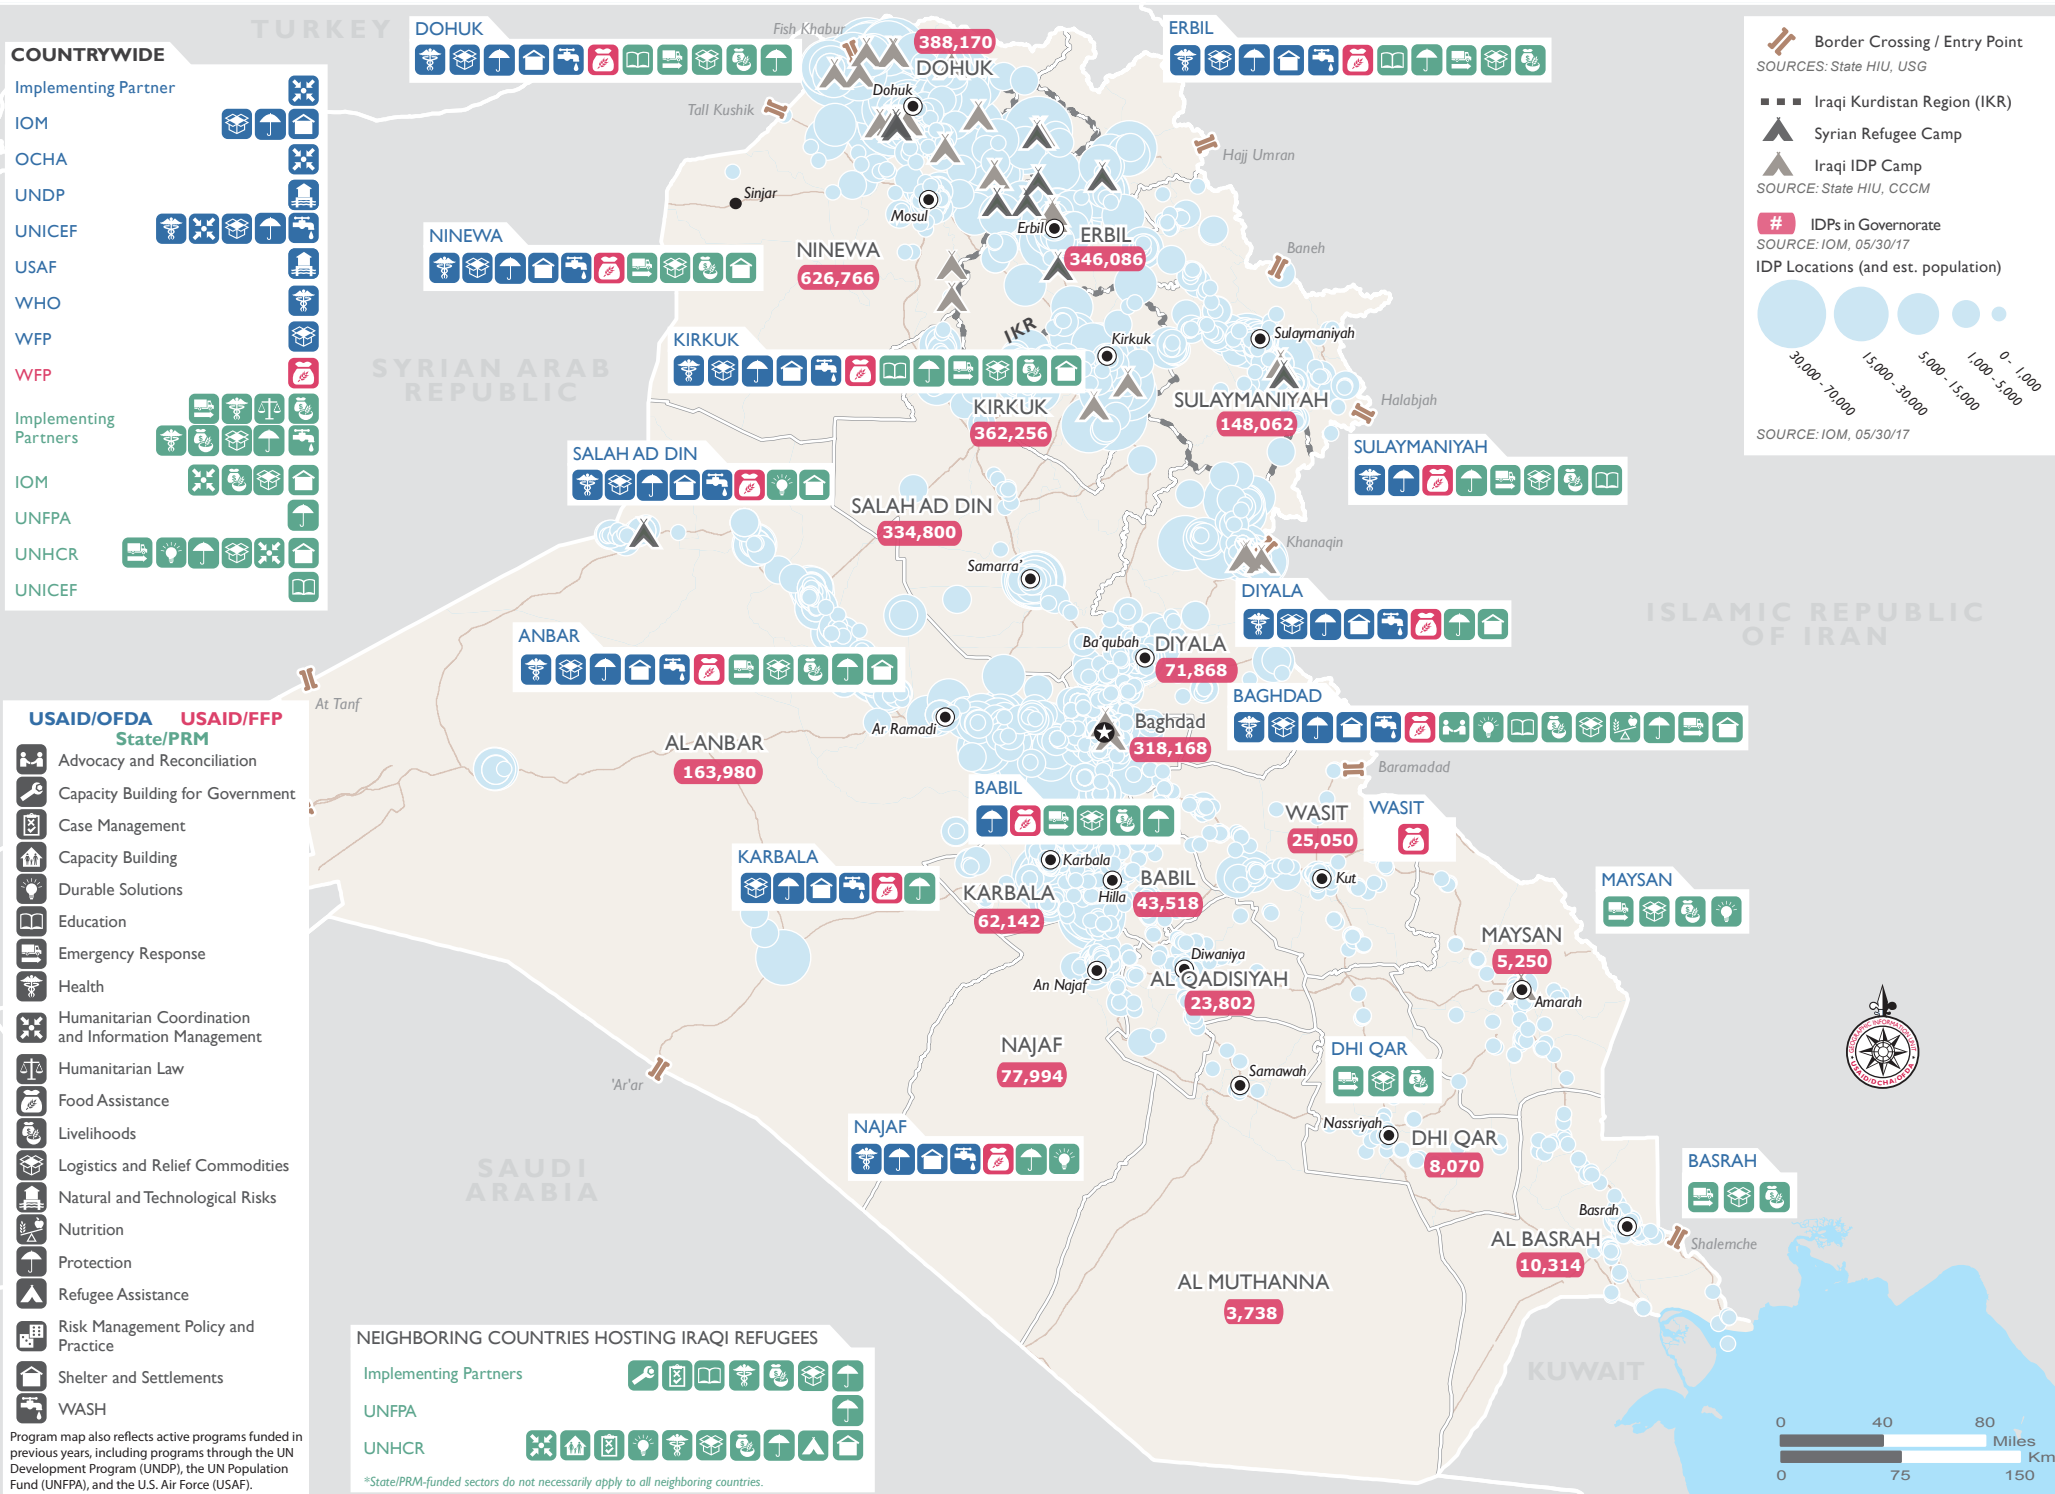 TURKEY
COUNTRYWIDE
Implementing Partner
IOM
OCHA
UNDP
UNICEF
USAF
WHO
WFP
WFP
Implementing
Partners
IOM
UNFPA
UNHCR
UNICEF
DOHUK
Fish Khabur
388,170
DOHUK
Dohuk
Tall Kushik
ERBIL
Hajj Umran
Sinjar
Mosul
Erbil
ERBIL
346,086
Baneh
NINEWA
NINEWA
626,766
IKR
KIRKUK
Kirkuk
Sulaymaniyah
SYRIAN ARAB
REPUBLIC
KIRKUK
362,256
SULAYMANIYAH
148,062
Halabjah
SULAYMANIYAH
SALAH AD DIN
SALAH AD DIN
334,800
Samarra'
Khanaqin
DIYALA
ISLAMIC REPUBLIC
OF IRAN
ANBAR
Ba'qubah
DIYALA
71,868
At Tanf
Ar Ramadi
AL ANBAR
163,980
BAGHDAD
Baghdad
318,168
Baramadad
BABIL
WASIT
25,050
WASIT
KARBALA
Karbala
KARBALA
62,142
Hilla
BABIL
43,518
Kut
MAYSAN
MAYSAN
5,250
Amarah
An Najaf
Diwaniya
AL QADISIYAH
23,802
NAJAF
77,994
'Ar'ar
Samawah
DHI QAR
NAJAF
Nassriyah
DHI QAR
8,070
SAUDI
ARABIA
BASRAH
Basrah
AL BASRAH
10,314
Shalemche
AL MUTHANNA
3,738
KUWAIT
Border Crossing / Entry Point
SOURCES: State HIU, USG
Iraqi Kurdistan Region (IKR)
Syrian Refugee Camp
Iraqi IDP Camp
SOURCE: State HIU, CCCM
# IDPs in Governorate
SOURCE: IOM, 05/30/17
IDP Locations (and est. population)
30,000 - 70,000
15,000 - 30,000
5,000 - 15,000
1,000 - 5,000
0 - 1,000
SOURCE: IOM, 05/30/17
USAID/OFDA USAID/FFP
State/PRM
Advocacy and Reconciliation
Capacity Building for Government
Case Management
Capacity Building
Durable Solutions
Education
Emergency Response
Health
Humanitarian Coordination
and Information Management
Humanitarian Law
Food Assistance
Livelihoods
Logistics and Relief Commodities
Natural and Technological Risks
Nutrition
Protection
Refugee Assistance
Risk Management Policy and
Practice
Shelter and Settlements
WASH
Program map also reflects active programs funded in
previous years, including programs through the UN
Development Program (UNDP), the UN Population
Fund (UNFPA), and the U.S. Air Force (USAF).
NEIGHBORING COUNTRIES HOSTING IRAQI REFUGEES
Implementing Partners
UNFPA
UNHCR
*State/PRM-funded sectors do not necessarily apply to all neighboring countries.
GEOGRAPHIC INFORMATION UNIT
USAID/DCHA/OFDA
0 40 80
Miles
Km
0 75 150